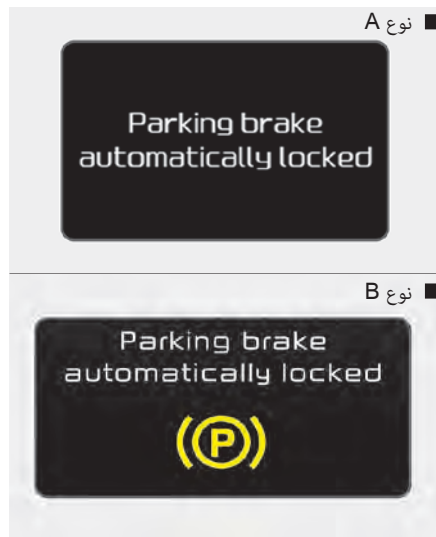 ■ نوع A
Parking brake
automatically locked
■ نوع B
Parking brake
automatically locked
(P)